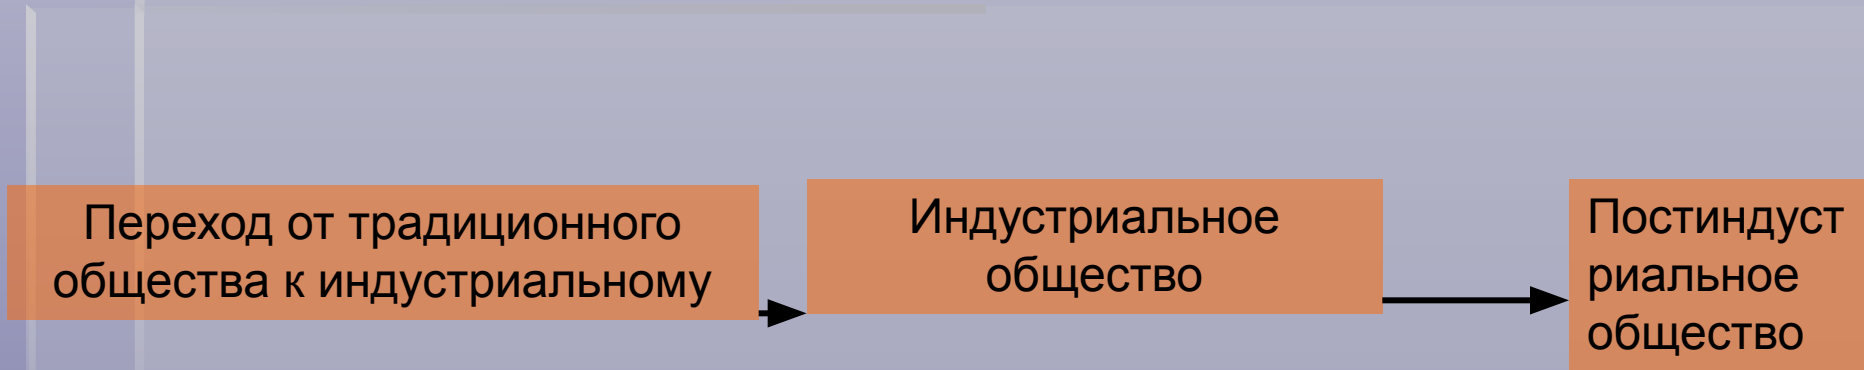 Переход от традиционного
общества к индустриальному
Индустриальное
общество
Постиндуст
риальное
общество